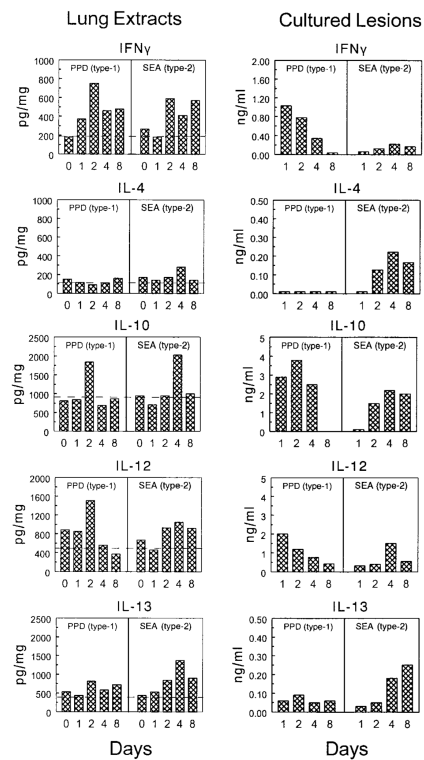 Lung Extracts
Cultured Lesions
IFNγ
IFNγ
pg/mg
1000
800
600
400
200
0
PPD (type-1)
SEA (type-2)
0 1 2 4 8 0 1 2 4 8
ng/ml
2.00
1.60
1.20
0.80
0.40
0.00
PPD (type-1)
SEA (type-2)
1 2 4 8 1 2 4 8
IL-4
IL-4
pg/mg
1000
800
600
400
200
0
PPD (type-1)
SEA (type-2)
0 1 2 4 8 0 1 2 4 8
ng/ml
0.50
0.40
0.30
0.20
0.10
0.00
PPD (type-1)
SEA (type-2)
1 2 4 8 1 2 4 8
IL-10
IL-10
pg/mg
2500
2000
1500
1000
500
0
PPD (type-1)
SEA (type-2)
0 1 2 4 8 0 1 2 4 8
ng/ml
5
4
3
2
1
0
PPD (type-1)
SEA (type-2)
1 2 4 8 1 2 4 8
IL-12
IL-12
pg/mg
2000
1600
1200
800
400
0
PPD (type-1)
SEA (type-2)
0 1 2 4 8 0 1 2 4 8
ng/ml
5
4
3
2
1
0
PPD (type-1)
SEA (type-2)
1 2 4 8 1 2 4 8
IL-13
IL-13
pg/mg
2500
2000
1500
1000
500
0
PPD (type-1)
SEA (type-2)
0 1 2 4 8 0 1 2 4 8
ng/ml
0.50
0.40
0.30
0.20
0.10
0.00
PPD (type-1)
SEA (type-2)
1 2 4 8 1 2 4 8
Days
Days